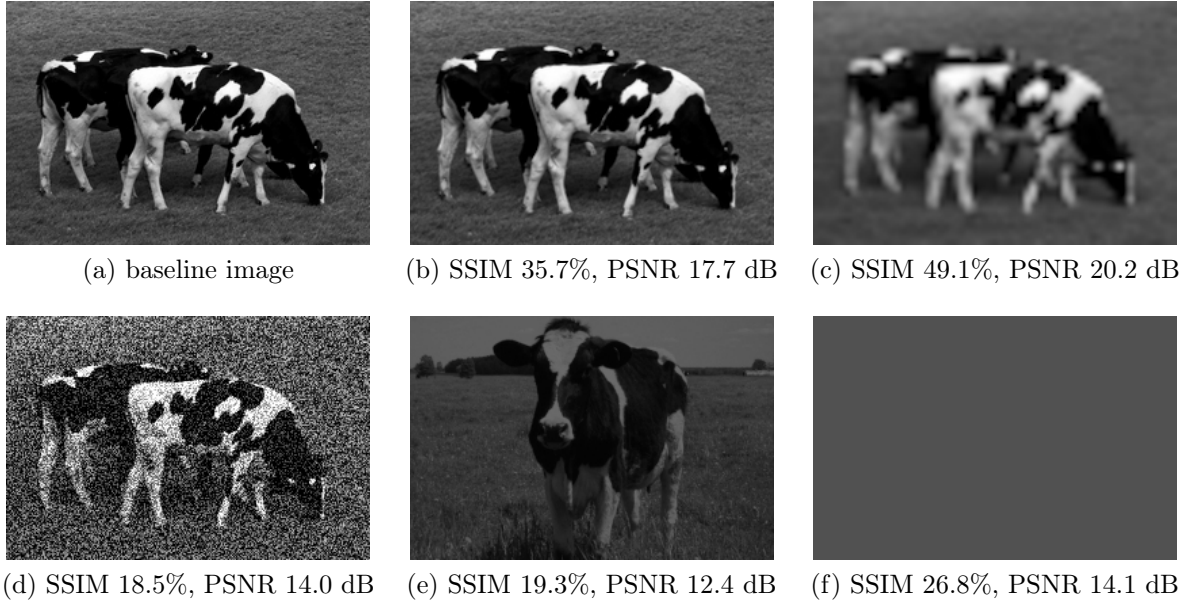 (a) baseline image
(b) SSIM 35.7%, PSNR 17.7 dB
(c) SSIM 49.1%, PSNR 20.2 dB
(d) SSIM 18.5%, PSNR 14.0 dB
(e) SSIM 19.3%, PSNR 12.4 dB
(f) SSIM 26.8%, PSNR 14.1 dB